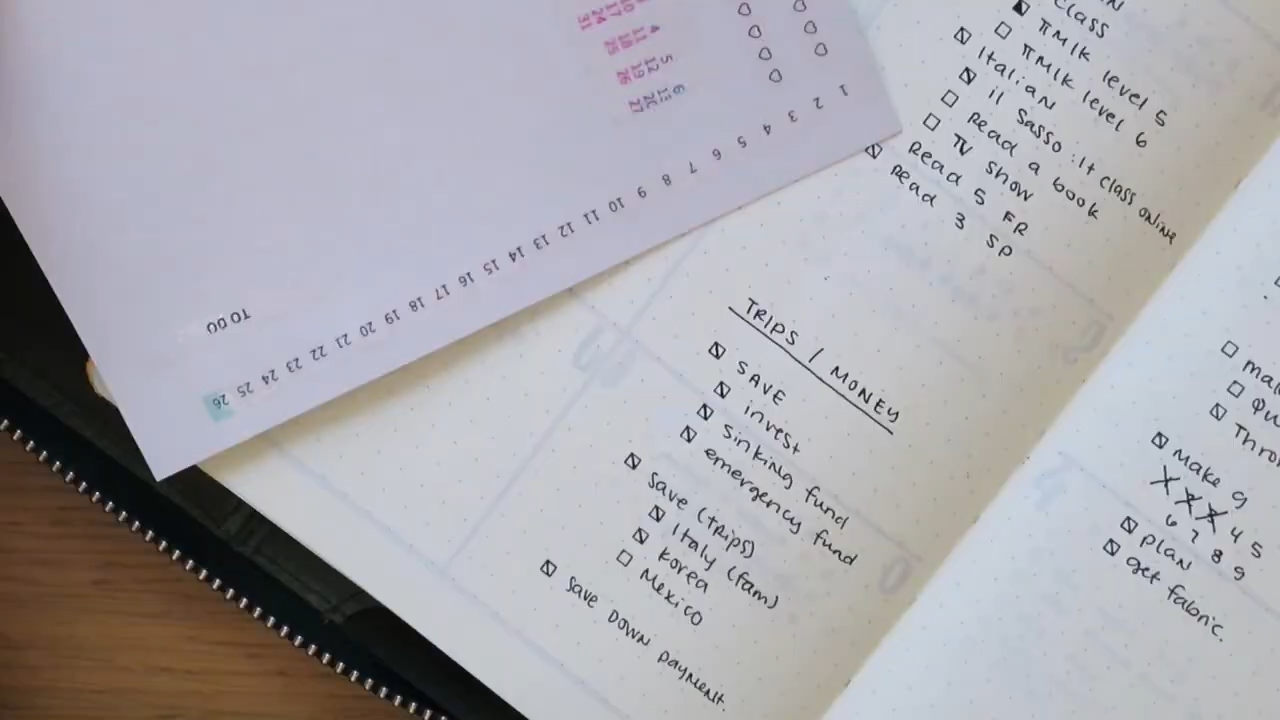 class
TTMIK level 5
TTMIK level 6
Italian
il Sasso: It class online
read a book
TV show
read 5 FR
read 3 SP
TRIPS / MONEY
SAVE
invest
sinking fund
emergency fund
save (trips)
Italy (fam)
Korea
Mexico
save DOWN payment.
Make 9
4 5
6 7 8 9
plan
get fabric.
1 2 3 4 5 6 7 8 9 10 11 12 13 14 15 16 17 18 19 20 21 22 23 24 25 26
TO DO